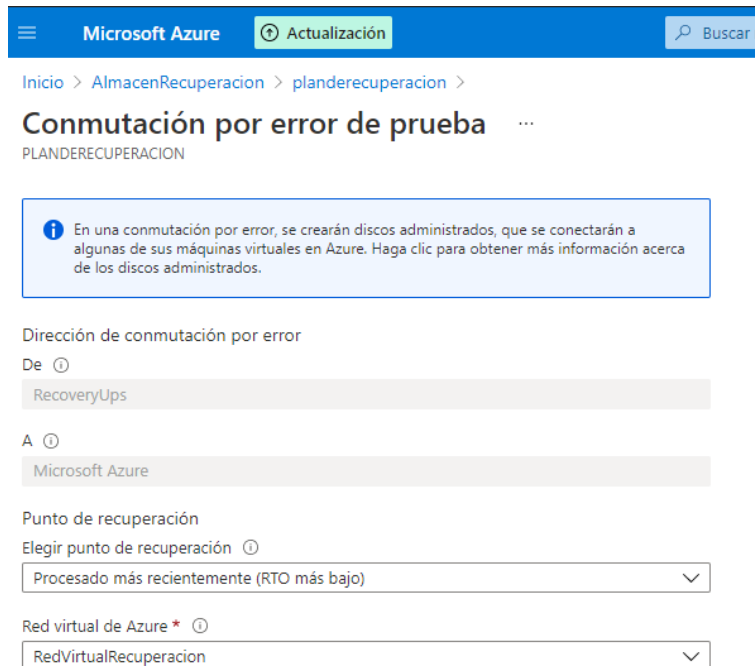 Microsoft Azure
Actualización
Buscar
Inicio > AlmacenRecuperacion > planderecuperacion >
Conmutación por error de prueba ...
PLANDERECUPERACION
En una conmutación por error, se crearán discos administrados, que se conectarán a
algunas de sus máquinas virtuales en Azure. Haga clic para obtener más información acerca
de los discos administrados.
Dirección de conmutación por error
De
RecoveryUps
A
Microsoft Azure
Punto de recuperación
Elegir punto de recuperación
Procesado más recientemente (RTO más bajo)
Red virtual de Azure *
RedVirtualRecuperacion